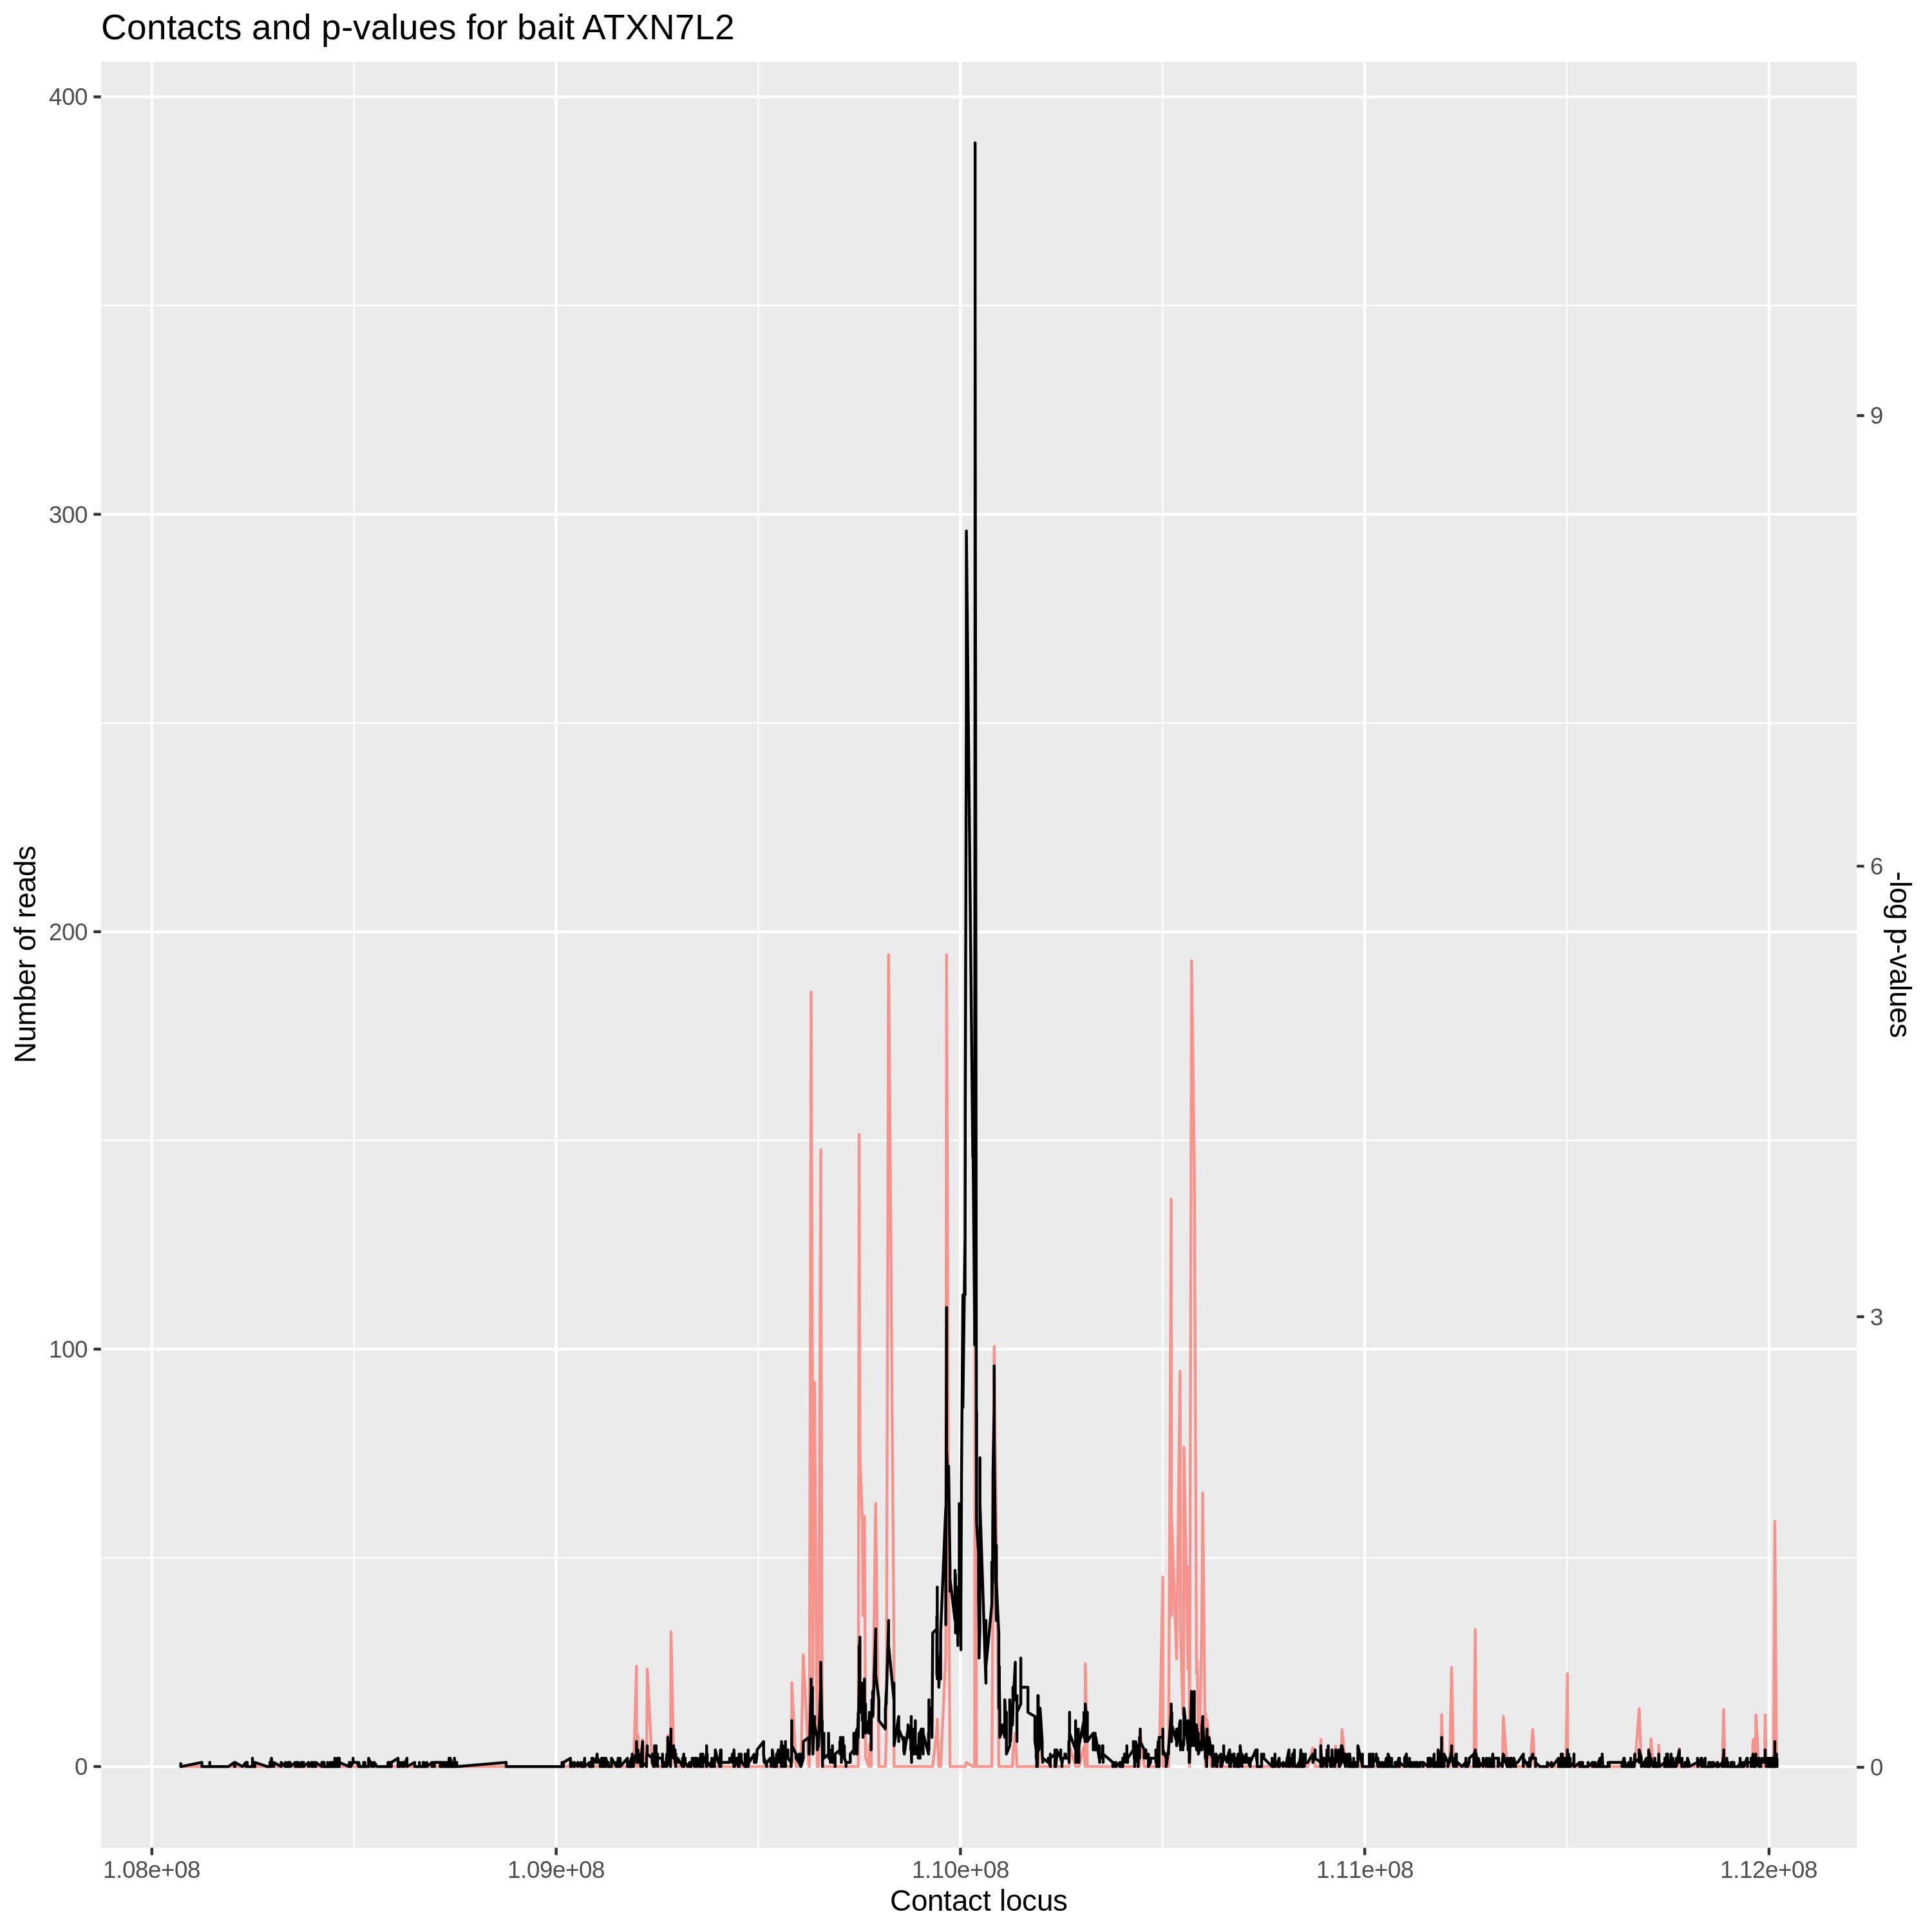 Contacts and p-values for bait ATXN7L2
400
300
200
100
0
Number of reads
9
6
3
0
-log p-values
1.08e+08
1.09e+08
1.10e+08
1.11e+08
1.12e+08
Contact locus